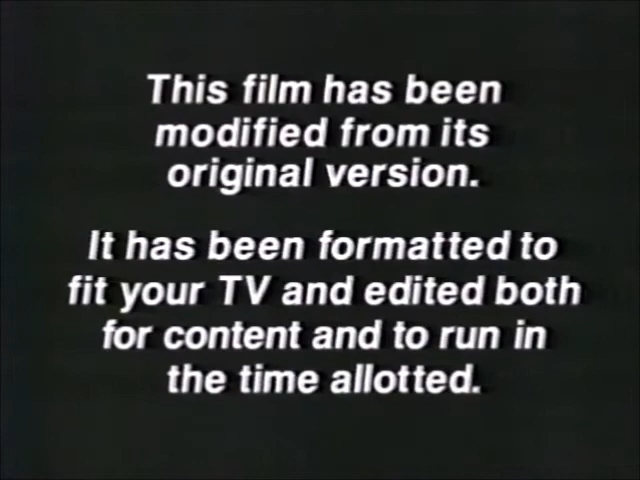 This film has been
modified from its
original version.
It has been formatted to
fit your TV and edited both
for content and to run in
the time allotted.